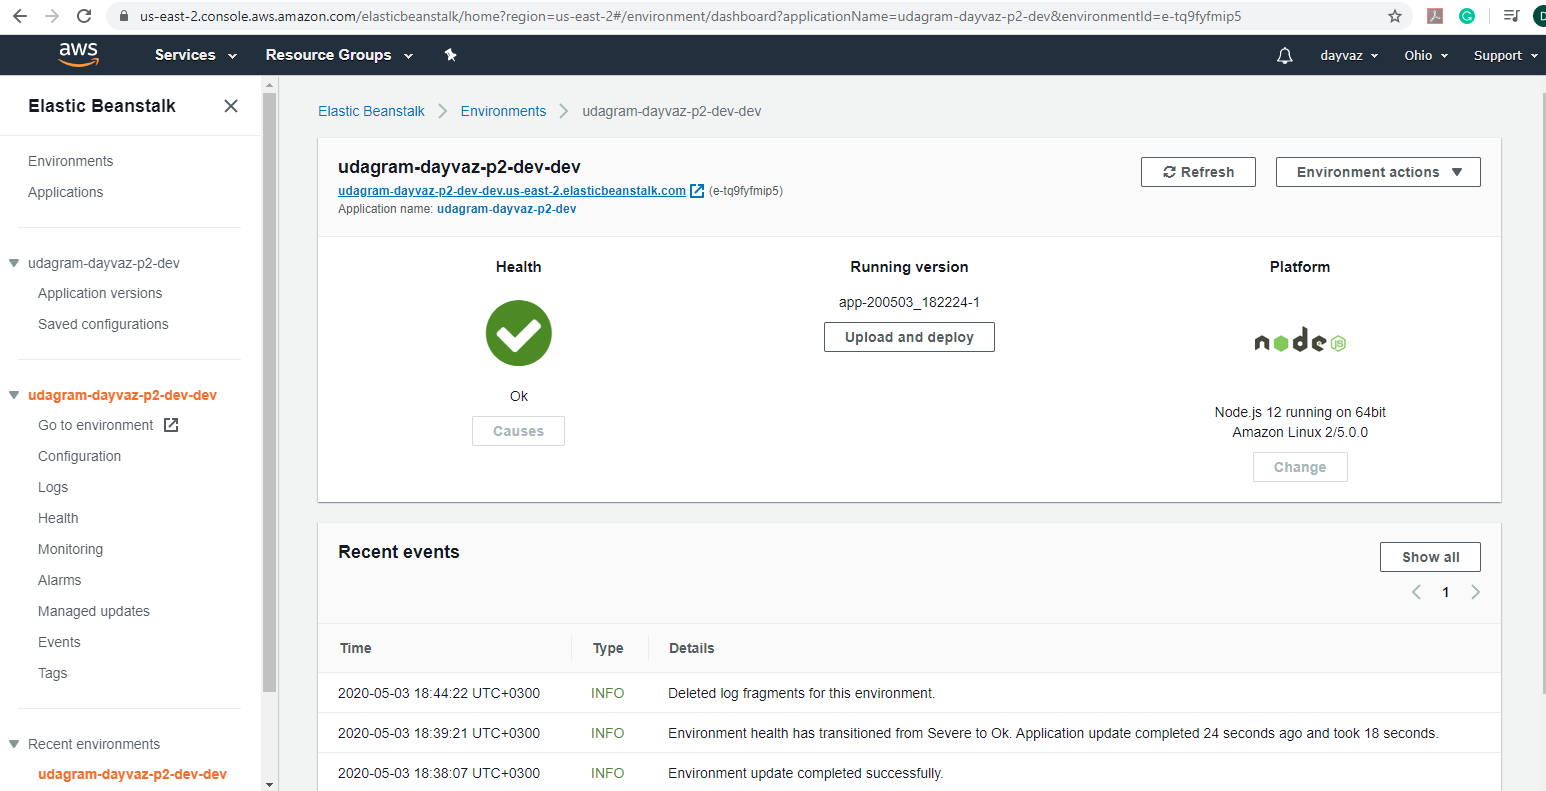 us-east-2.console.aws.amazon.com/elasticbeanstalk/home?region=us-east-2#/environment/dashboard?applicationName=udagram-dayvaz-p2-dev&environmentId=e-tq9fyfmip5
D
aws Services Resource Groups dayvaz Ohio Support
Elastic Beanstalk
Environments
Applications
udagram-dayvaz-p2-dev
Application versions
Saved configurations
udagram-dayvaz-p2-dev-dev
Go to environment
Configuration
Logs
Health
Monitoring
Alarms
Managed updates
Events
Tags
Recent environments
udagram-dayvaz-p2-dev-dev
Elastic Beanstalk Environments udagram-dayvaz-p2-dev-dev
udagram-dayvaz-p2-dev-dev
udagram-dayvaz-p2-dev-dev.us-east-2.elasticbeanstalk.com (e-tq9fyfmip5)
Application name: udagram-dayvaz-p2-dev
Refresh Environment actions
Health
Ok
Causes
Running version
app-200503_182224-1
Upload and deploy
Platform
node JS
Node.js 12 running on 64bit
Amazon Linux 2/5.0.0
Change
Recent events
Show all
1
Time Type Details
2020-05-03 18:44:22 UTC+0300 INFO Deleted log fragments for this environment.
2020-05-03 18:39:21 UTC+0300 INFO Environment health has transitioned from Severe to Ok. Application update completed 24 seconds ago and took 18 seconds.
2020-05-03 18:38:07 UTC+0300 INFO Environment update completed successfully.